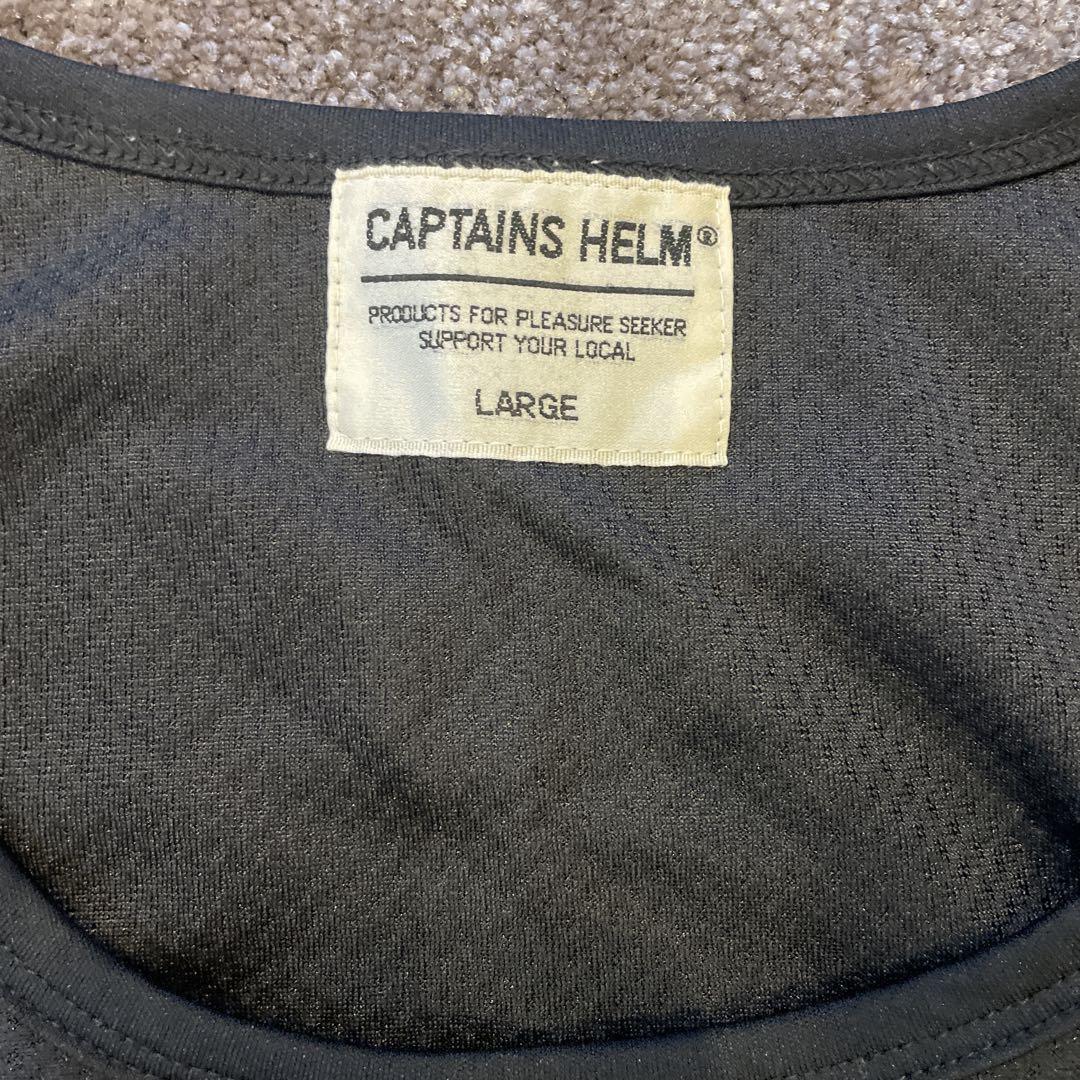 CAPTAINS HELM®
PRODUCTS FOR PLEASURE SEEKER
SUPPORT YOUR LOCAL
LARGE